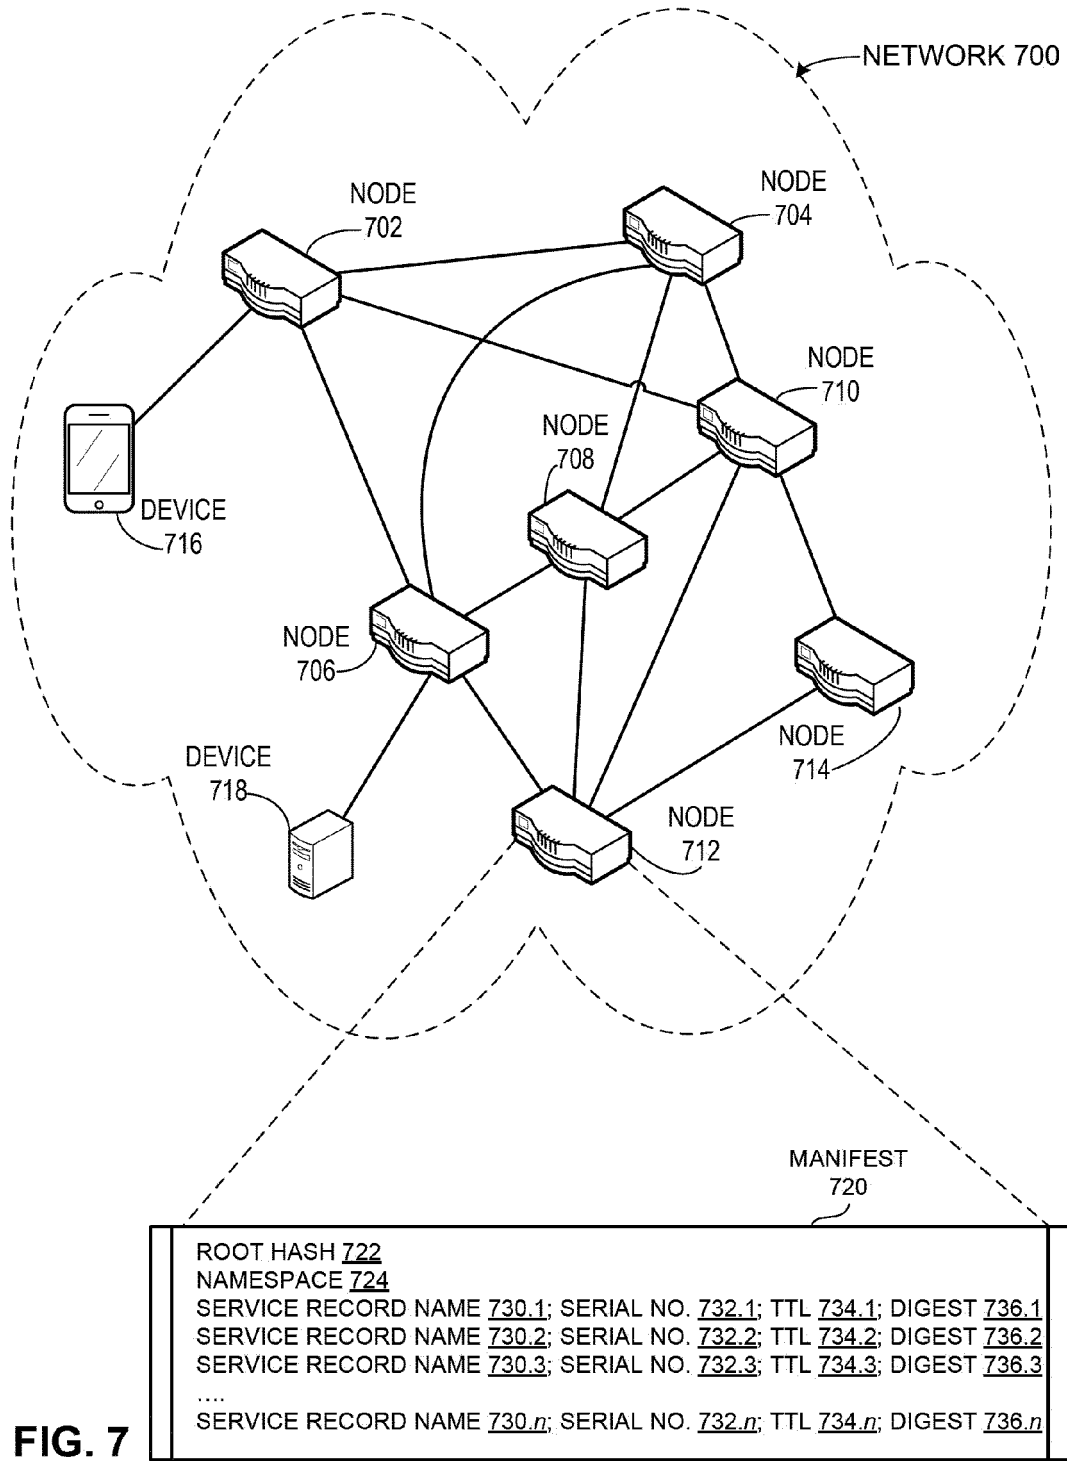 NETWORK 700
NODE
702
NODE
704
NODE
710
NODE
708
DEVICE
716
NODE
706
NODE
714
DEVICE
718
NODE
712
MANIFEST
720
ROOT HASH 722
NAMESPACE 724
SERVICE RECORD NAME 730.1; SERIAL NO. 732.1; TTL 734.1; DIGEST 736.1
SERVICE RECORD NAME 730.2; SERIAL NO. 732.2; TTL 734.2; DIGEST 736.2
SERVICE RECORD NAME 730.3; SERIAL NO. 732.3; TTL 734.3; DIGEST 736.3
....
SERVICE RECORD NAME 730.n; SERIAL NO. 732.n; TTL 734.n; DIGEST 736.n
FIG. 7